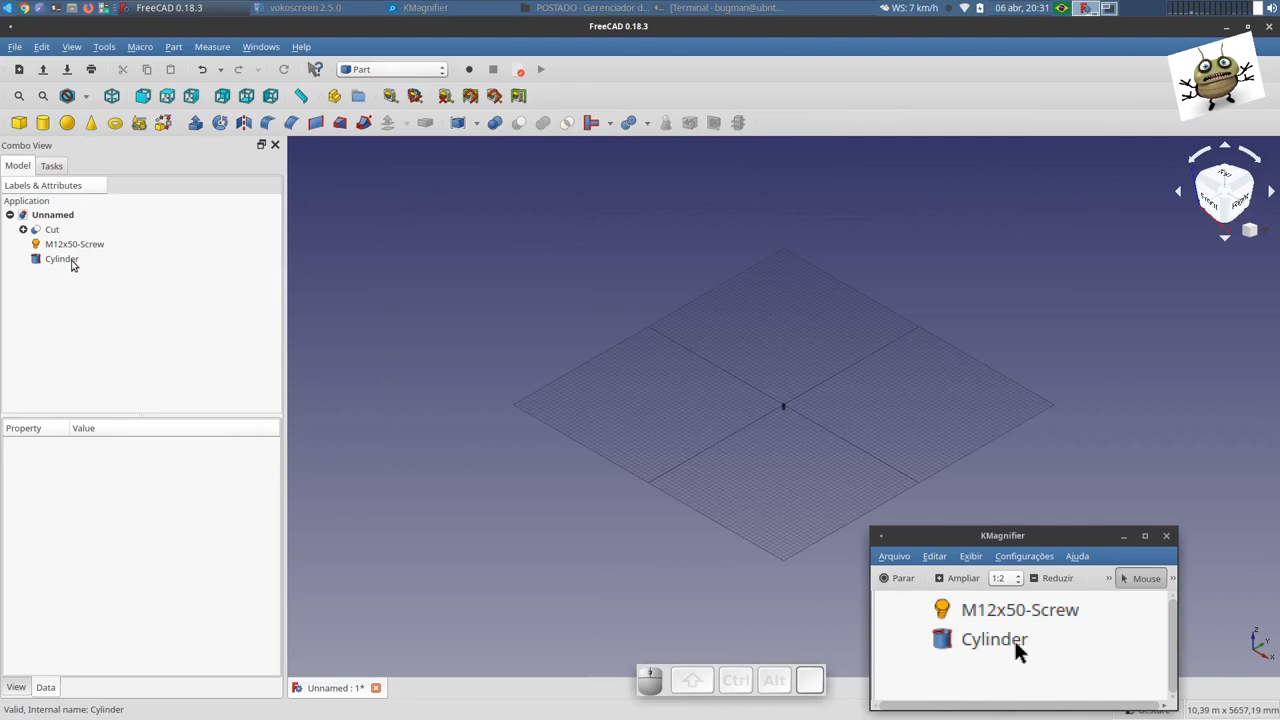 FreeCAD 0.18.3
vokoscreen 2.5.0
KMagnifier
POSTADO - Gerenciador d...
[Terminal - bugman@ubnt...
WS: 7 km/h
06 abr, 20:31
FreeCAD 0.18.3
File Edit View Tools Macro Part Measure Windows Help
Part
Combo View
Model Tasks
Labels & Attributes
Application
Unnamed
Cut
M12x50-Screw
Cylinder
Property Value
View Data
Unnamed : 1*
Valid, Internal name: Cylinder
Front
Right
KMagnifier
Arquivo Editar Exibir Configurações Ajuda
Parar Ampliar 1:2 Reduzir >> Mouse >>
M12x50-Screw
Cylinder
Ctrl Alt
Z
X
10,39 m x 5657,19 mm